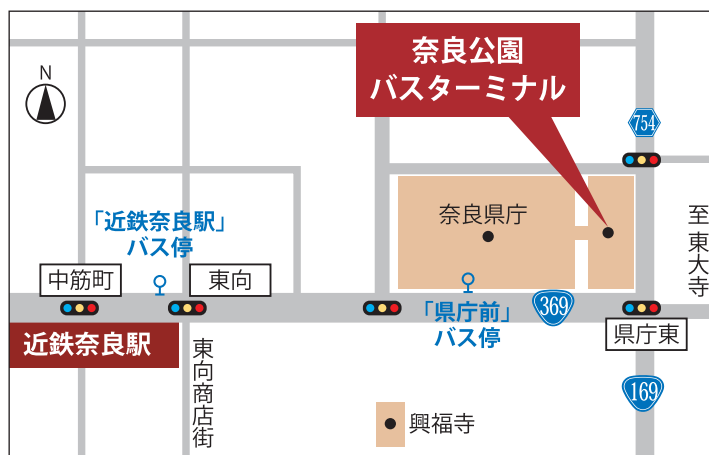 奈良公園
バスターミナル
N
754
「近鉄奈良駅」
バス停
奈良県庁
至東大寺
中筋町
東向
「県庁前」
バス停
369
県庁東
近鉄奈良駅
東向商店街
169
興福寺